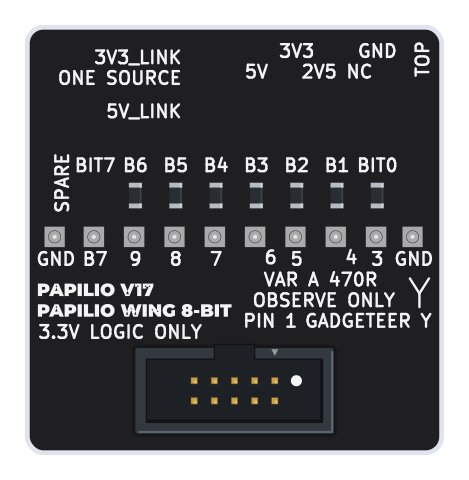 3V3_LINK
ONE SOURCE
5V_LINK
3V3 GND
5V 2V5 NC
TOP
SPARE
BIT7 B6 B5 B4 B3 B2 B1 BIT0
GND B7 9 8 7 6 5 4 3 GND
PAPILIO V17
PAPILIO WING 8-BIT
3.3V LOGIC ONLY
VAR A 470R
OBSERVE ONLY
PIN 1 GADGETEER Y
Y